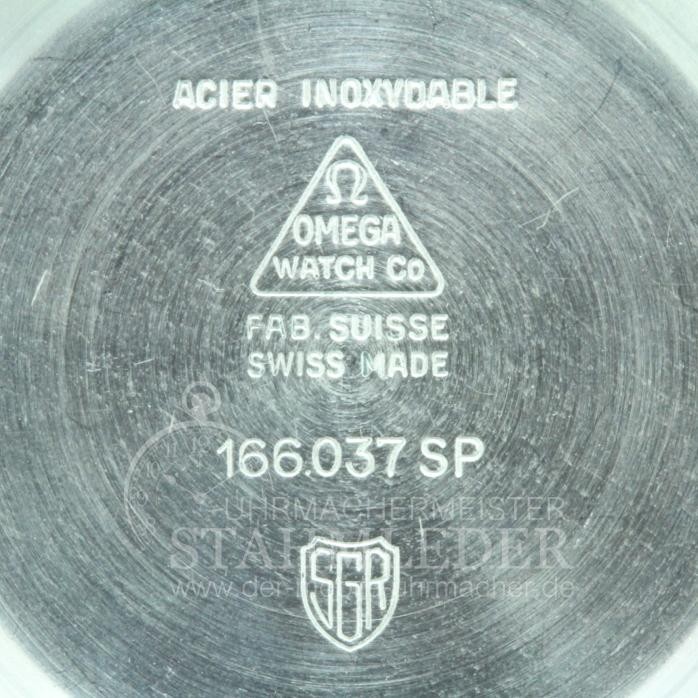 ACIER INOXYDABLE
Ω
OMEGA
WATCH CO
FAB. SUISSE
SWISS MADE
166.037 SP
UHRMACHERMEISTER
SGR